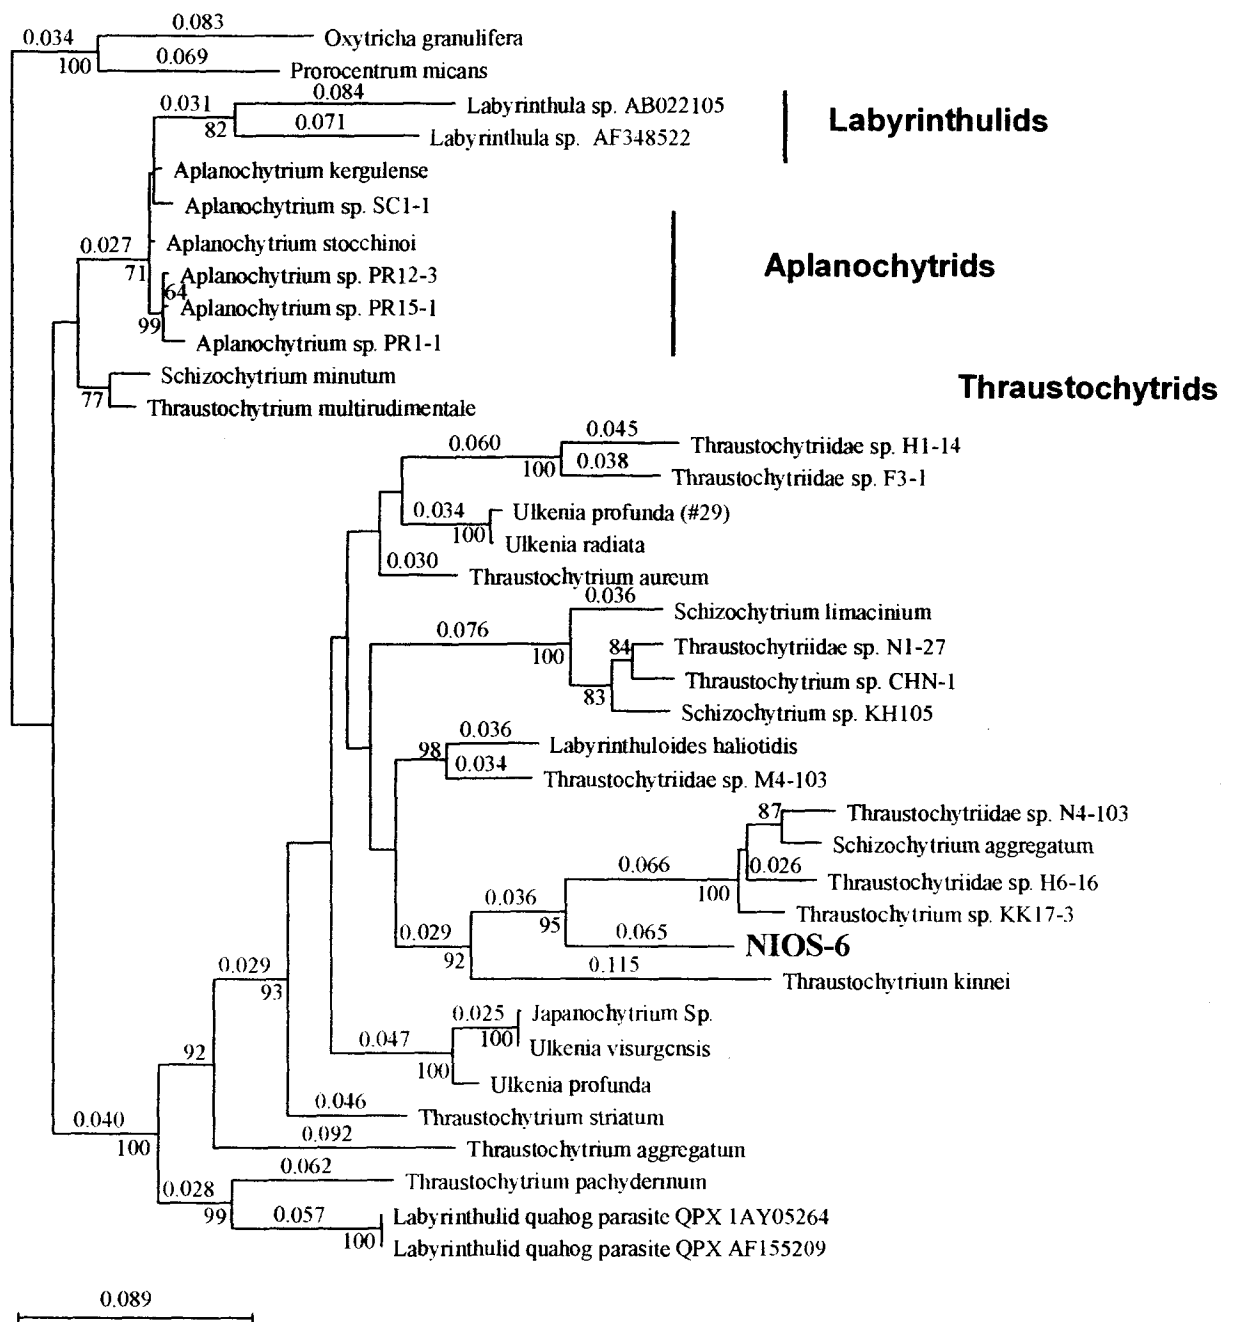 0.083
0.034
Oxytricha granulifera
0.069
100
Prorocentrum micans
0.084
0.031
Labyrinthula sp. AB022105
Labyrinthulids
0.071
82
Labyrinthula sp. AF348522
Aplanochytrium kergulense
Aplanochytrium sp. SC1-1
0.027
Aplanochytrium stocchinoi
71
Aplanochytrium sp. PR12-3
Aplanochytrids
64
Aplanochytrium sp. PR15-1
99
Aplanochytrium sp. PR1-1
Schizochytrium minutum
Thraustochytrids
77
Thraustochytrium multirudimentale
0.045
0.060
Thraustochytriidae sp. H1-14
100
0.038
Thraustochytriidae sp. F3-1
0.034
Ulkenia profunda (#29)
100
Ulkenia radiata
0.030
Thraustochytrium aureum
0.036
Schizochytrium limacinium
0.076
84
Thraustochytriidae sp. N1-27
100
Thraustochytrium sp. CHN-1
83
Schizochytrium sp. KH105
0.036
98
Labyrinthuloides haliotidis
0.034
Thraustochytriidae sp. M4-103
87
Thraustochytriidae sp. N4-103
Schizochytrium aggregatum
0.066
0.026
Thraustochytriidae sp. H6-16
100
0.036
Thraustochytrium sp. KK17-3
95
0.029
0.065
NIOS-6
92
0.115
Thraustochytrium kinnei
0.029
93
0.025
Japanochytrium Sp.
100
0.047
Ulkenia visurgensis
92
100
Ulkenia profunda
0.046
Thraustochytrium striatum
0.040
0.092
100
Thraustochytrium aggregatum
0.062
Thraustochytrium pachydermum
0.028
99
0.057
Labyrinthulid quahog parasite QPX 1AY05264
100
Labyrinthulid quahog parasite QPX AF155209
0.089